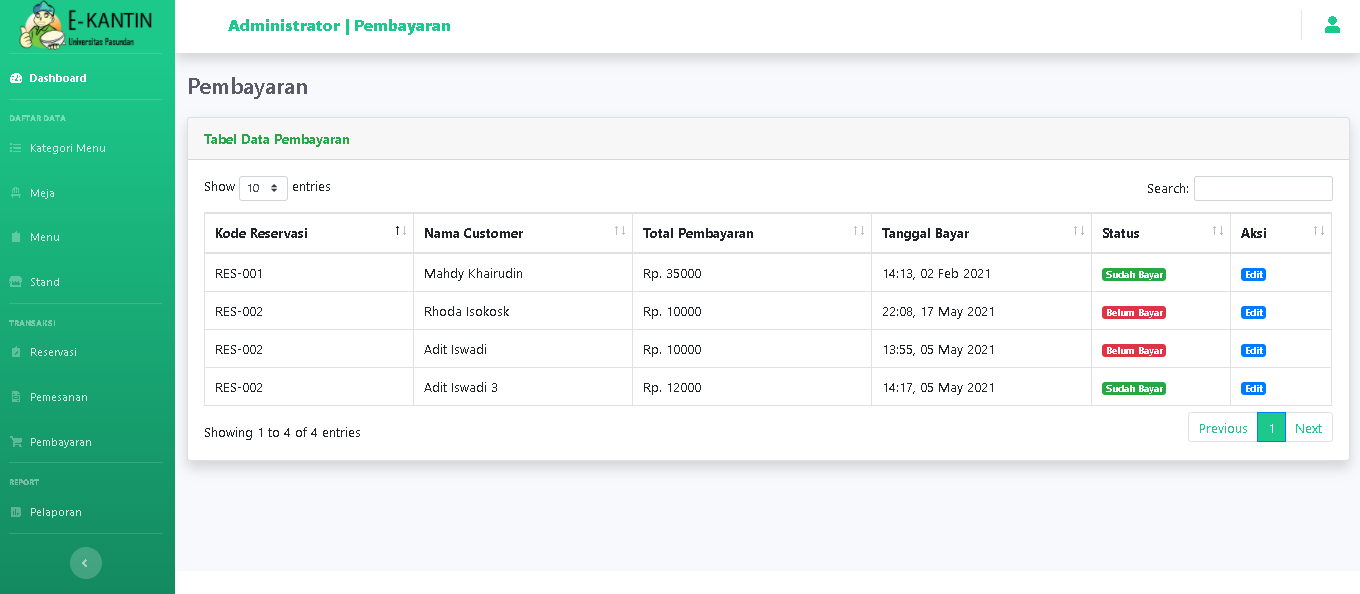 E-KANTIN
Universitas Pasundan
Administrator | Pembayaran
Dashboard
DAFTAR DATA
Kategori Menu
Meja
Menu
Stand
TRANSAKSI
Reservasi
Pemesanan
Pembayaran
REPORT
Pelaporan
Pembayaran
Tabel Data Pembayaran
Show 10 entries
Search:
Kode Reservasi Nama Customer Total Pembayaran Tanggal Bayar Status Aksi
RES-001 Mahdy Khairudin Rp. 35000 14:13, 02 Feb 2021 Sudah Bayar Edit
RES-002 Rhoda Isokosk Rp. 10000 22:08, 17 May 2021 Belum Bayar Edit
RES-002 Adit Iswadi Rp. 10000 13:55, 05 May 2021 Belum Bayar Edit
RES-002 Adit Iswadi 3 Rp. 12000 14:17, 05 May 2021 Sudah Bayar Edit
Showing 1 to 4 of 4 entries
Previous 1 Next